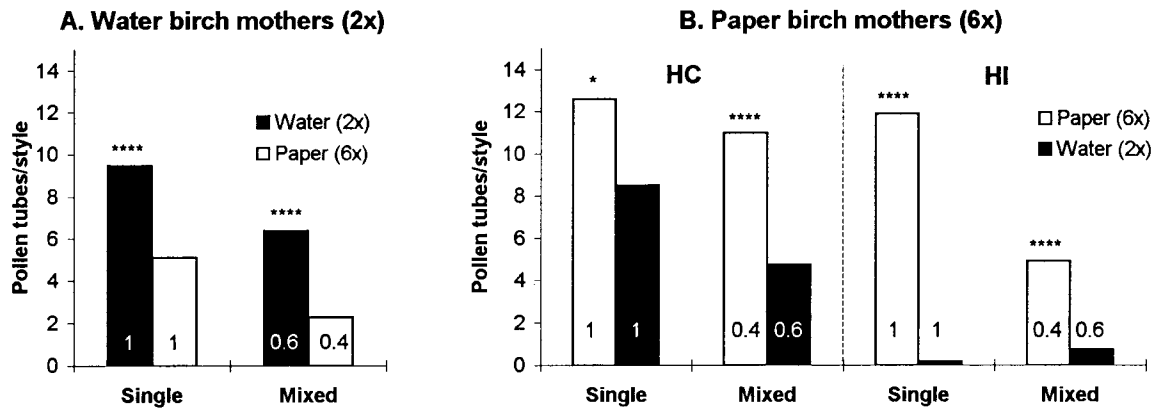 A. Water birch mothers (2x)
Pollen tubes/style
14
12
10
8
6
4
2
0
Water (2x)
Paper (6x)
****
****
1
1
0.6
0.4
Single
Mixed
B. Paper birch mothers (6x)
Pollen tubes/style
14
12
10
8
6
4
2
0
HC
HI
Paper (6x)
Water (2x)
*
****
****
****
1
1
0.4
0.6
1
1
0.4
0.6
Single
Mixed
Single
Mixed